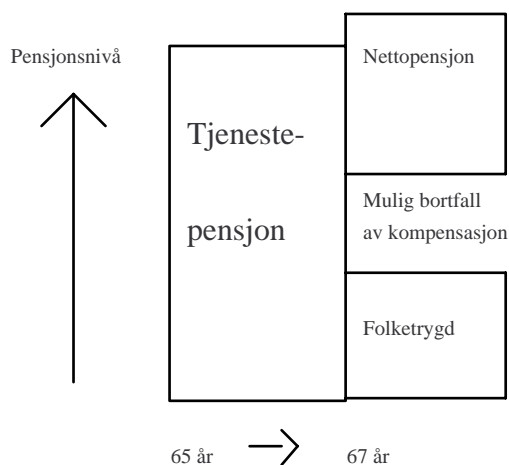 Pensjonsnivå
Nettopensjon
Tjeneste-
pensjon
Mulig bortfall
av kompensasjon
Folketrygd
65 år
67 år